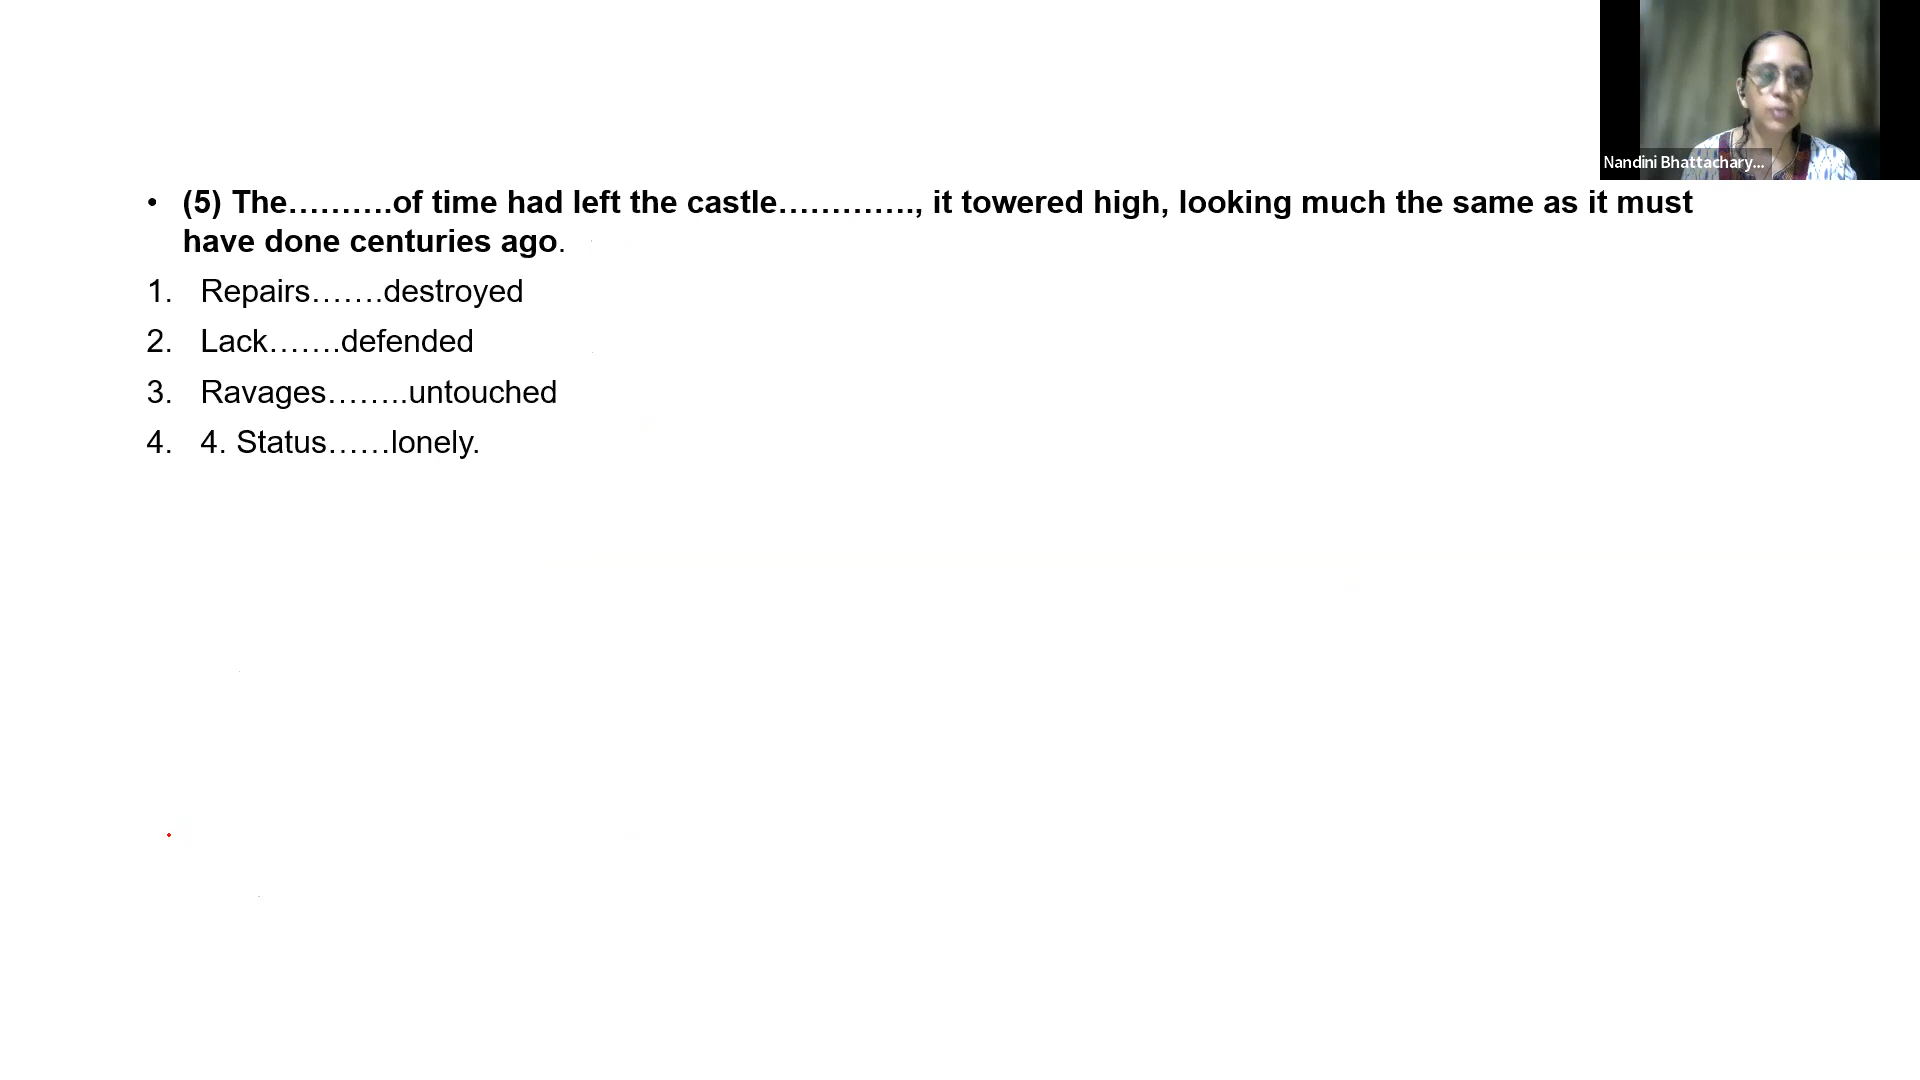 Nandini Bhattachary...
• (5) The……….of time had left the castle…………., it towered high, looking much the same as it must
have done centuries ago.
1. Repairs…….destroyed
2. Lack…….defended
3. Ravages……..untouched
4. 4. Status……lonely.